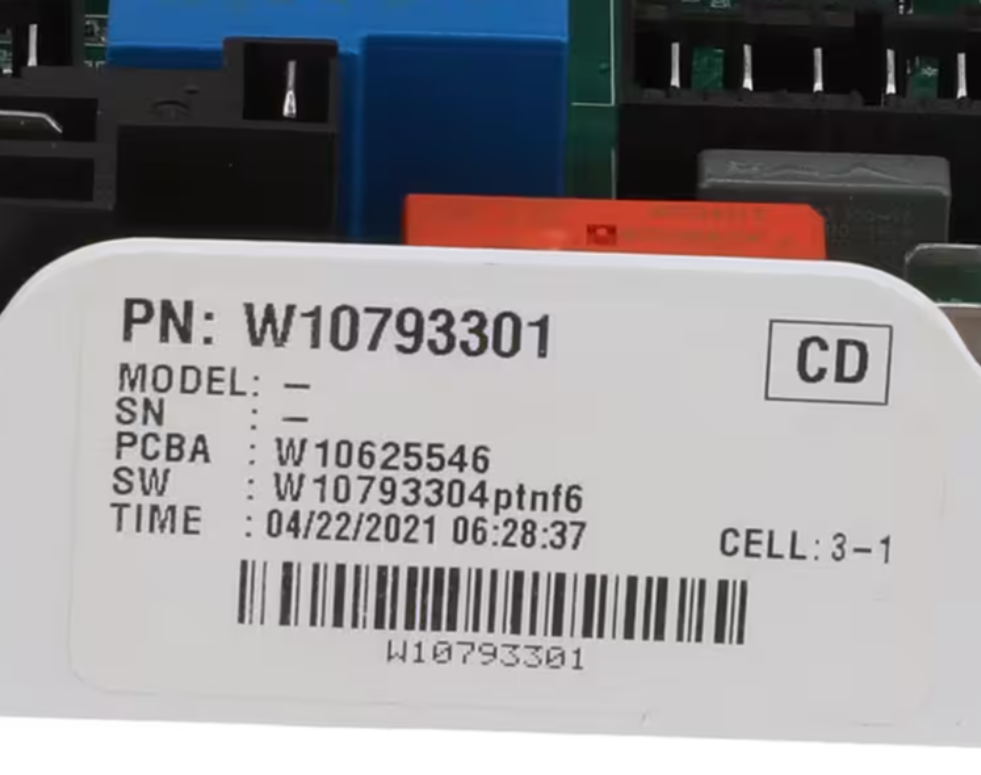 PN: W10793301
CD
MODEL: –
SN : –
PCBA : W10625546
SW : W10793304ptnf6
TIME : 04/22/2021 06:28:37
CELL: 3-1
W10793301